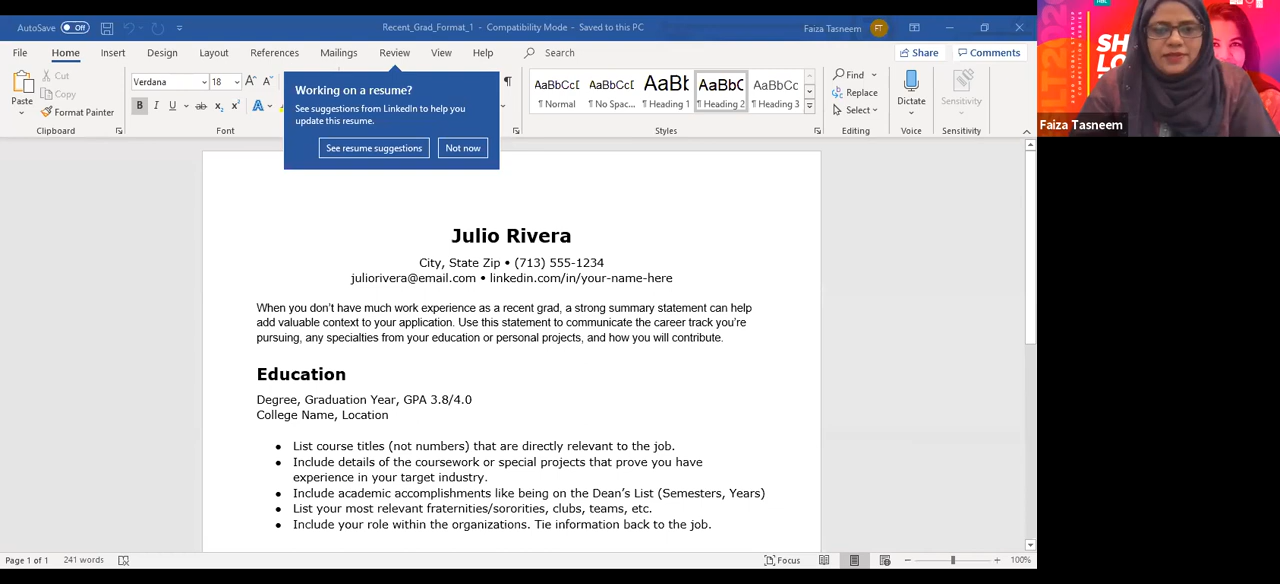 AutoSave Off
Recent_Grad_Format_1 - Compatibility Mode - Saved to this PC
Faiza Tasneem FT
File Home Insert Design Layout References Mailings Review View Help Search
Share Comments
Paste
Cut
Copy
Format Painter
Clipboard
Verdana 18
B I U ab x₂ x² A
Font
Working on a resume?
See suggestions from LinkedIn to help you
update this resume.
See resume suggestions Not now
AaBbCcI AaBbCcI AaBb AaBbC AaBbCc
¶ Normal ¶ No Spac... ¶ Heading 1 ¶ Heading 2 ¶ Heading 3
Styles
Find
Replace
Select
Editing
Dictate
Voice
Sensitivity
Sensitivity
Julio Rivera
City, State Zip • (713) 555-1234
juliorivera@email.com • linkedin.com/in/your-name-here
When you don't have much work experience as a recent grad, a strong summary statement can help
add valuable context to your application. Use this statement to communicate the career track you're
pursuing, any specialties from your education or personal projects, and how you will contribute.
Education
Degree, Graduation Year, GPA 3.8/4.0
College Name, Location
• List course titles (not numbers) that are directly relevant to the job.
• Include details of the coursework or special projects that prove you have
experience in your target industry.
• Include academic accomplishments like being on the Dean's List (Semesters, Years)
• List your most relevant fraternities/sororities, clubs, teams, etc.
• Include your role within the organizations. Tie information back to the job.
Page 1 of 1 241 words
Focus
100%
SH
LO
Faiza Tasneem